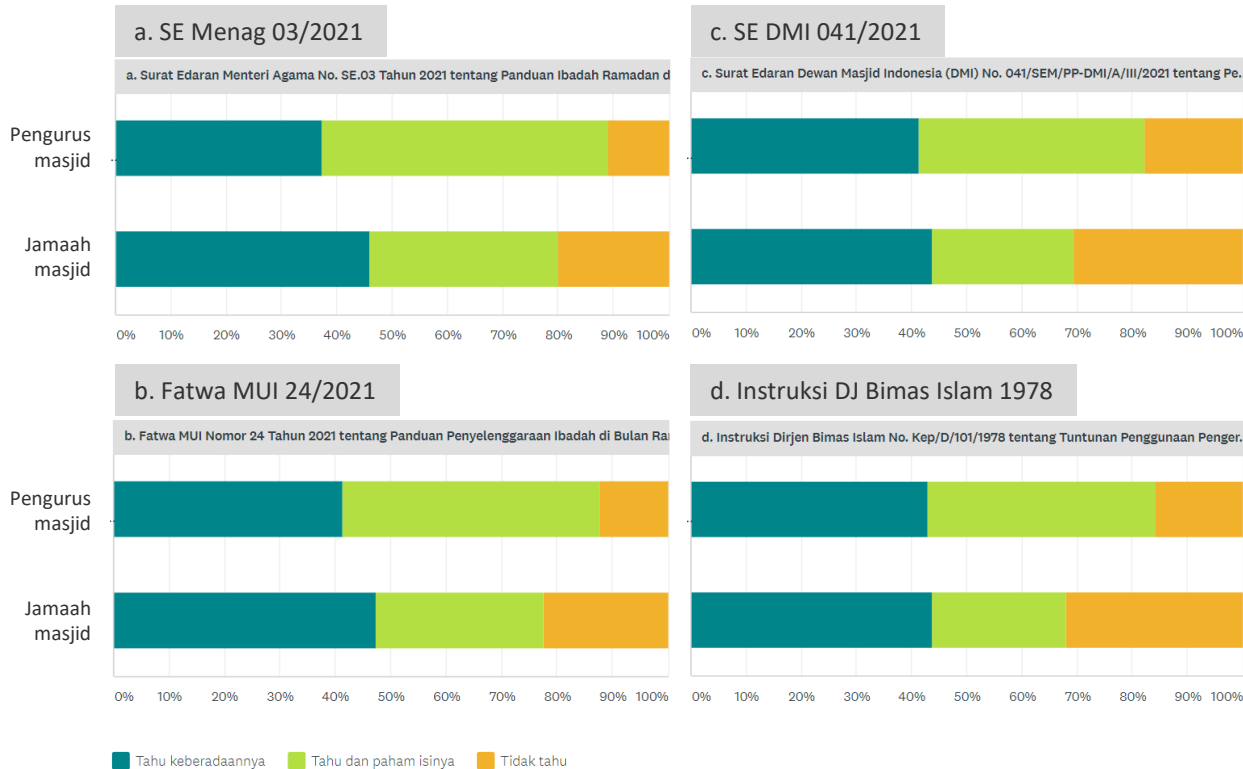 a. SE Menag 03/2021
a. Surat Edaran Menteri Agama No. SE.03 Tahun 2021 tentang Panduan Ibadah Ramadan d
Pengurus
masjid
Jamaah
masjid
0% 10% 20% 30% 40% 50% 60% 70% 80% 90% 100%
c. SE DMI 041/2021
c. Surat Edaran Dewan Masjid Indonesia (DMI) No. 041/SEM/PP-DMI/A/III/2021 tentang Pe...
0% 10% 20% 30% 40% 50% 60% 70% 80% 90% 100%
b. Fatwa MUI 24/2021
b. Fatwa MUI Nomor 24 Tahun 2021 tentang Panduan Penyelenggaraan Ibadah di Bulan Ra
Pengurus
masjid
Jamaah
masjid
0% 10% 20% 30% 40% 50% 60% 70% 80% 90% 100%
d. Instruksi DJ Bimas Islam 1978
d. Instruksi Dirjen Bimas Islam No. Kep/D/101/1978 tentang Tuntunan Penggunaan Penger...
0% 10% 20% 30% 40% 50% 60% 70% 80% 90% 100%
Tahu keberadaannya Tahu dan paham isinya Tidak tahu